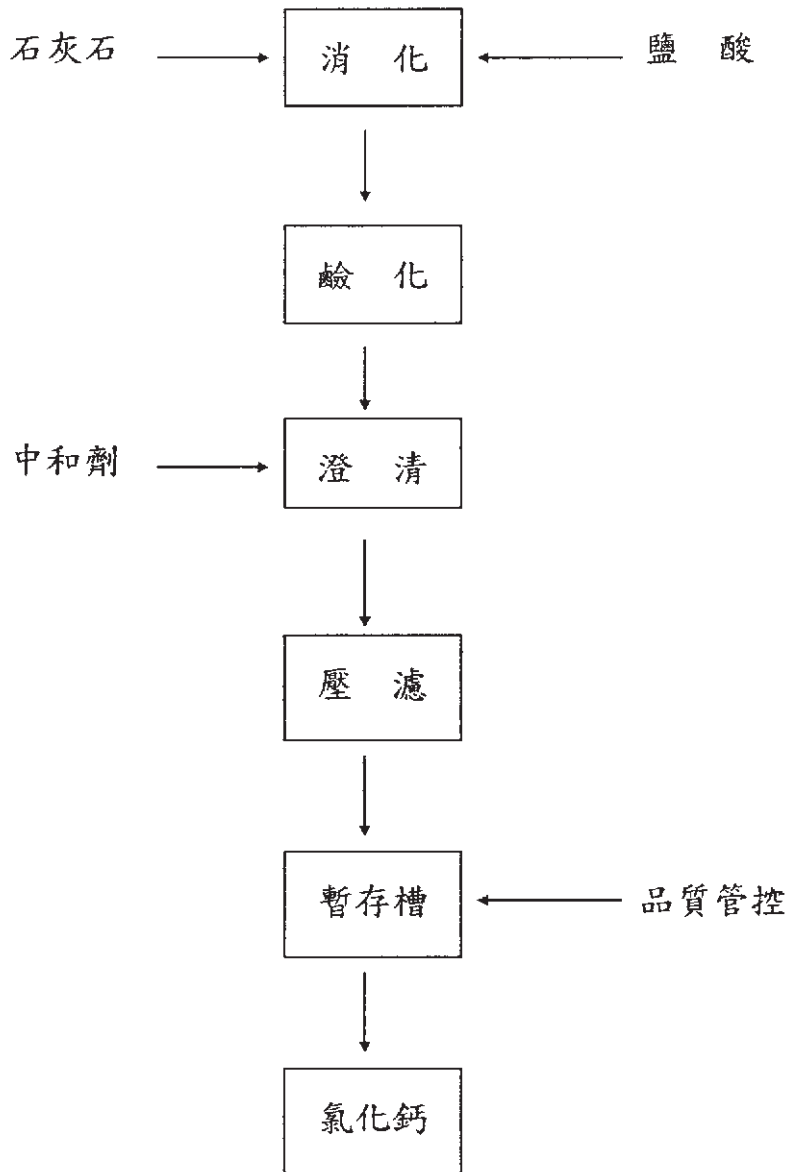 石灰石
消 化
鹽 酸
鹼 化
中和劑
澄 清
壓 濾
暫存槽
品質管控
氯化鈣